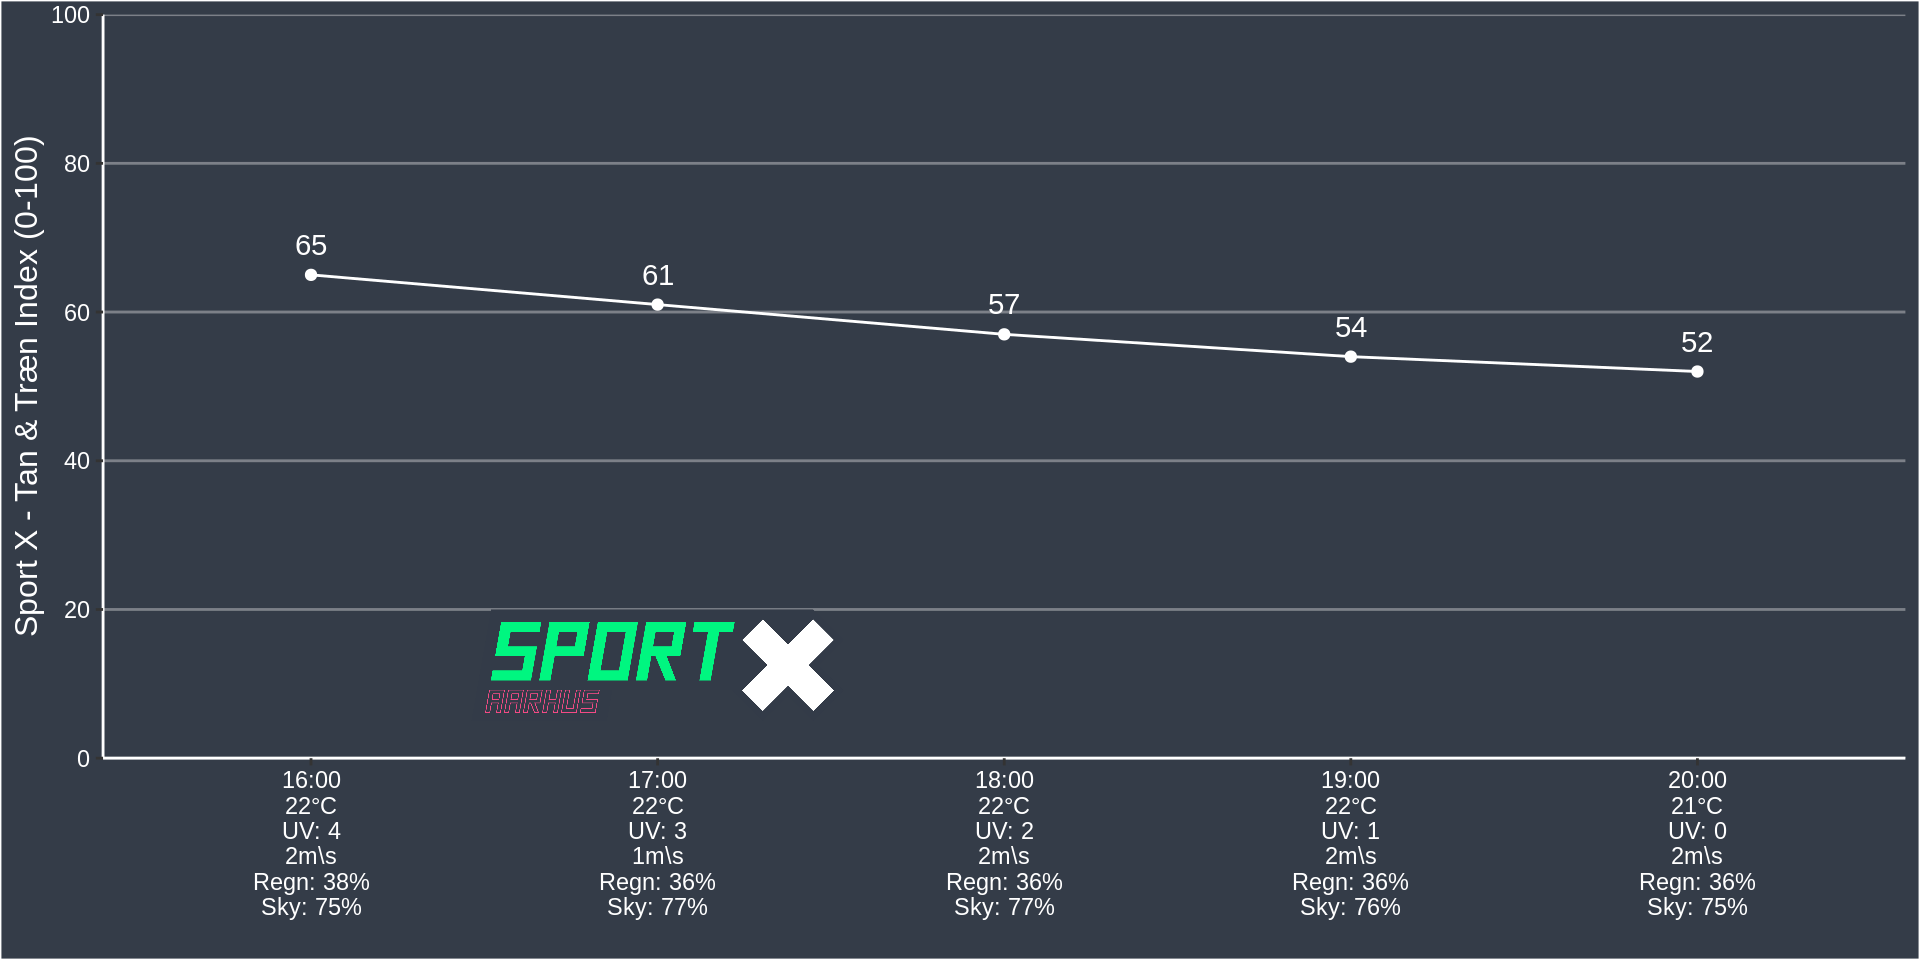 Sport X - Tan & Træn Index (0-100)
100
80
60
40
20
0
65
61
57
54
52
SPORT X
AARHUS
16:00
22°C
UV: 4
2m\s
Regn: 38%
Sky: 75%
17:00
22°C
UV: 3
1m\s
Regn: 36%
Sky: 77%
18:00
22°C
UV: 2
2m\s
Regn: 36%
Sky: 77%
19:00
22°C
UV: 1
2m\s
Regn: 36%
Sky: 76%
20:00
21°C
UV: 0
2m\s
Regn: 36%
Sky: 75%